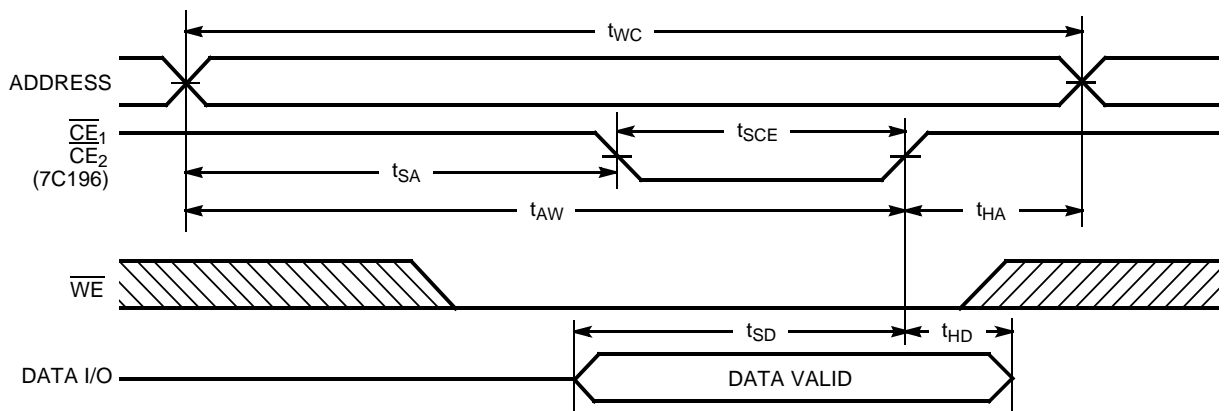 tWC
ADDRESS
CE1
CE2
(7C196)
tSCE
tSA
tAW
tHA
WE
tSD
tHD
DATA I/O
DATA VALID